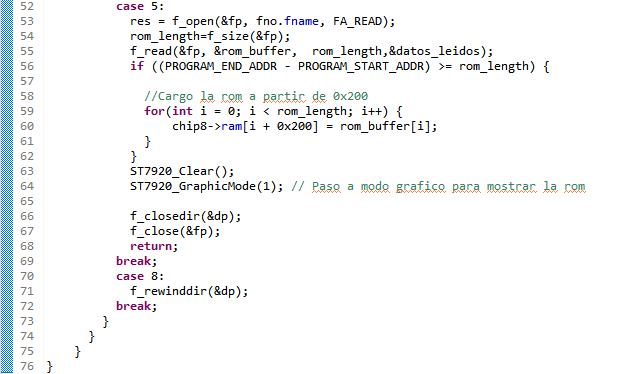 52 case 5:
53 res = f_open(&fp, fno.fname, FA_READ);
54 rom_length=f_size(&fp);
55 f_read(&fp, &rom_buffer,  rom_length,&datos_leidos);
56 if ((PROGRAM_END_ADDR - PROGRAM_START_ADDR) >= rom_length) {
57
58 //Cargo la rom a partir de 0x200
59 for(int i = 0; i < rom_length; i++) {
60 chip8->ram[i + 0x200] = rom_buffer[i];
61 }
62 }
63 ST7920_Clear();
64 ST7920_GraphicMode(1); // Paso a modo grafico para mostrar la rom
65
66 f_closedir(&dp);
67 f_close(&fp);
68 return;
69 break;
70 case 8:
71 f_rewinddir(&dp);
72 break;
73 }
74 }
75 }
76 }